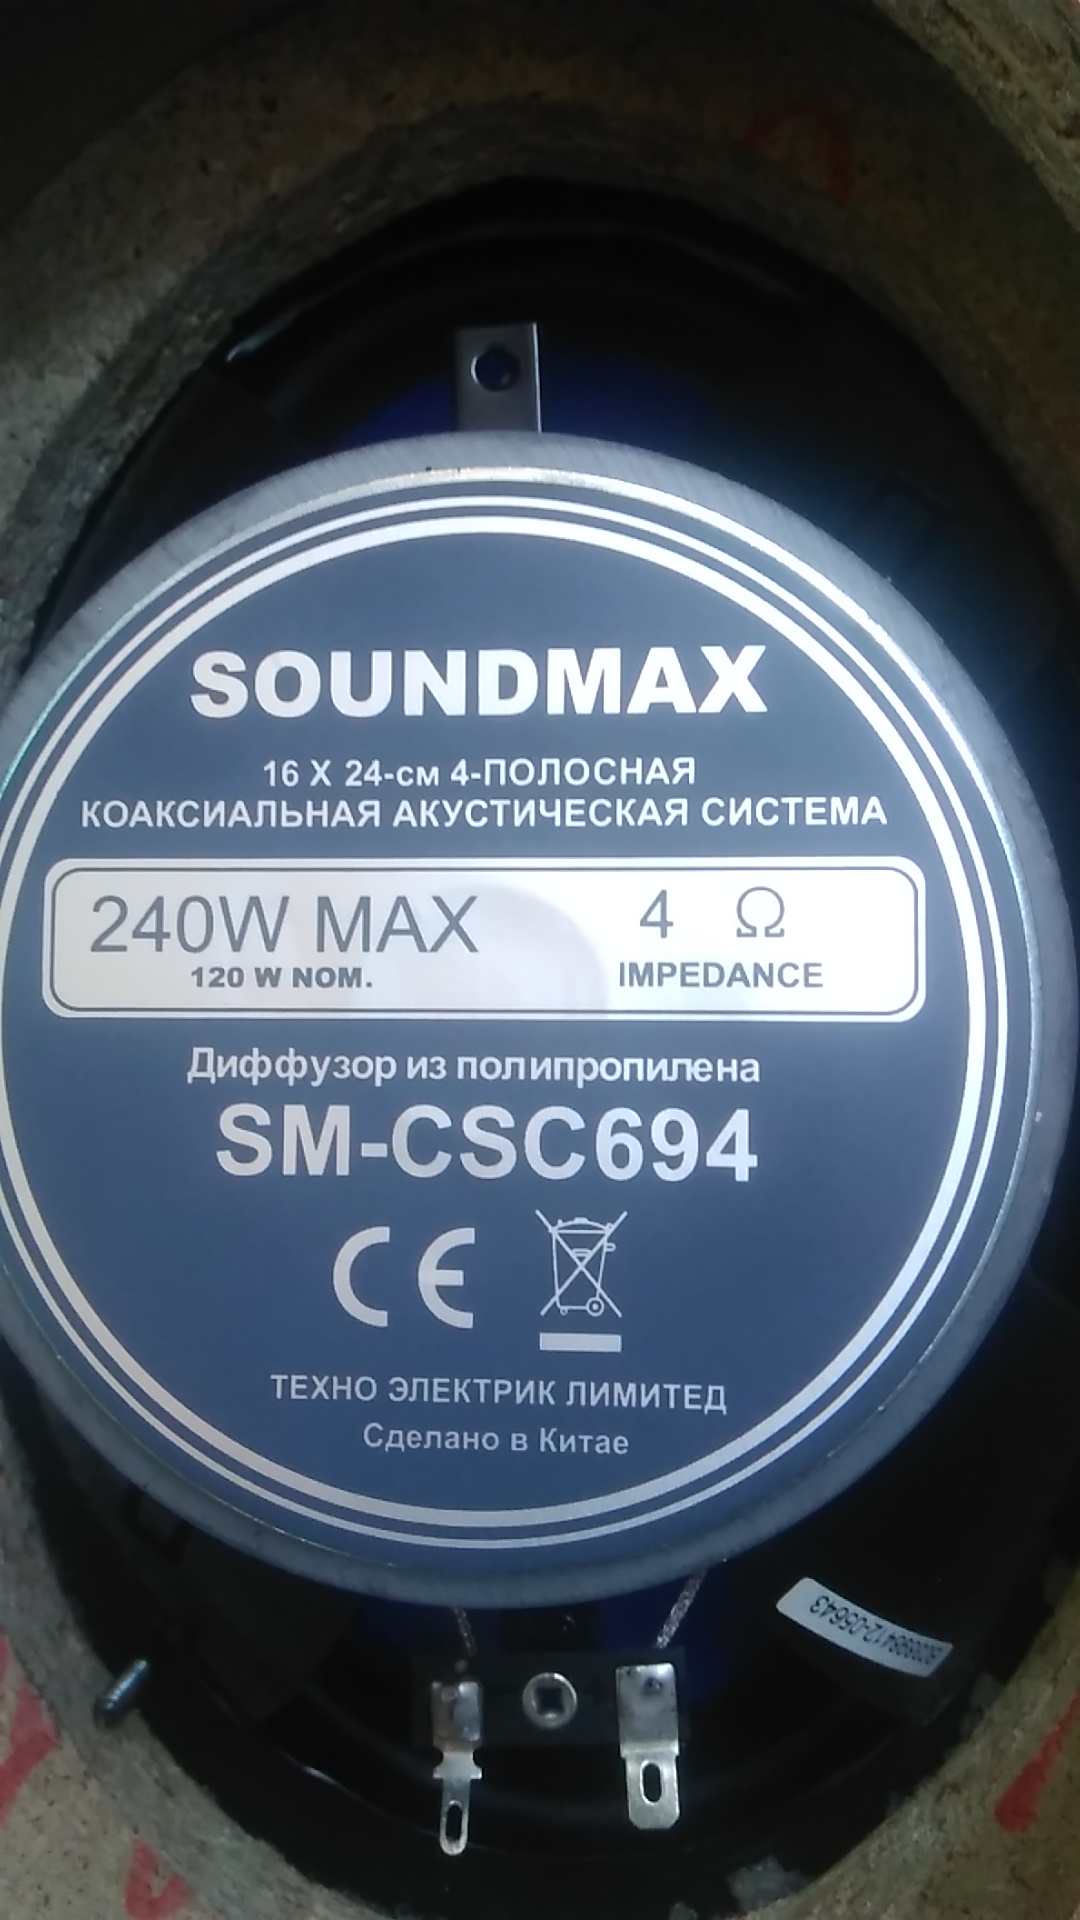 SOUNDMAX
16 X 24-см 4-ПОЛОСНАЯ
КОАКСИАЛЬНАЯ АКУСТИЧЕСКАЯ СИСТЕМА
240W MAX 4 Ω
120 W NOM. IMPEDANCE
Диффузор из полипропилена
SM-CSC694
CE
ТЕХНО ЭЛЕКТРИК ЛИМИТЕД
Сделано в Китае